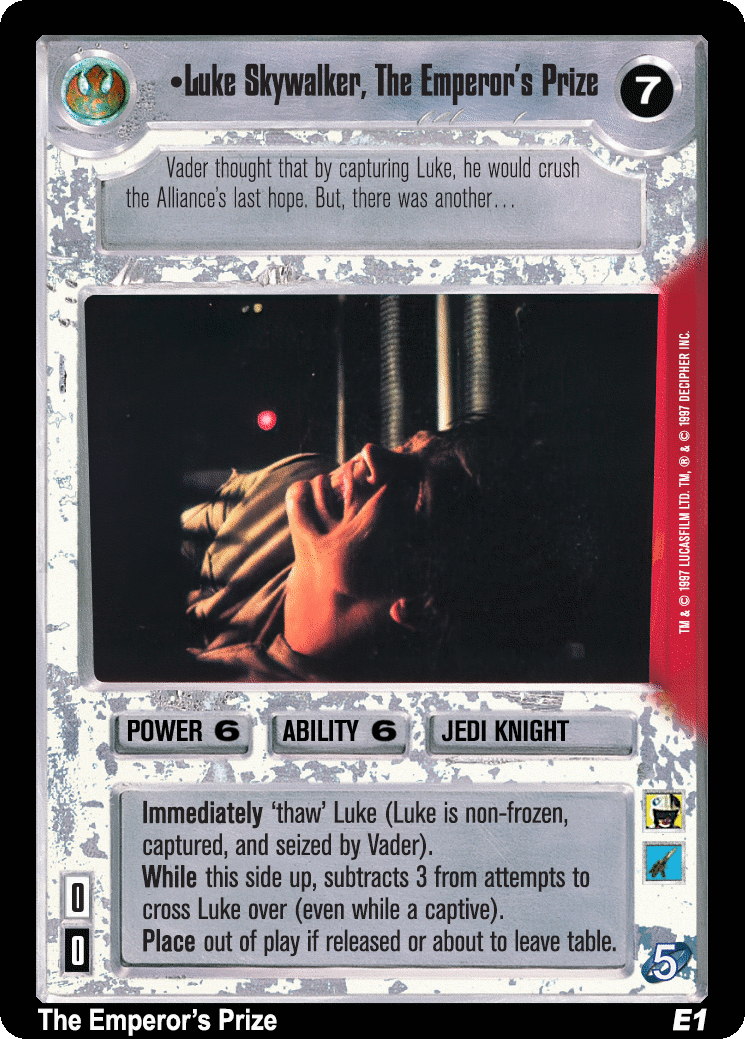 •Luke Skywalker, The Emperor's Prize
7
Vader thought that by capturing Luke, he would crush
the Alliance's last hope. But, there was another...
TM & © 1997 LUCASFILM LTD. TM, ® & © 1997 DECIPHER INC.
POWER 6 ABILITY 6 JEDI KNIGHT
Immediately ‘thaw’ Luke (Luke is non-frozen,
captured, and seized by Vader).
While this side up, subtracts 3 from attempts to
cross Luke over (even while a captive).
Place out of play if released or about to leave table.
0
0
5
The Emperor's Prize E1